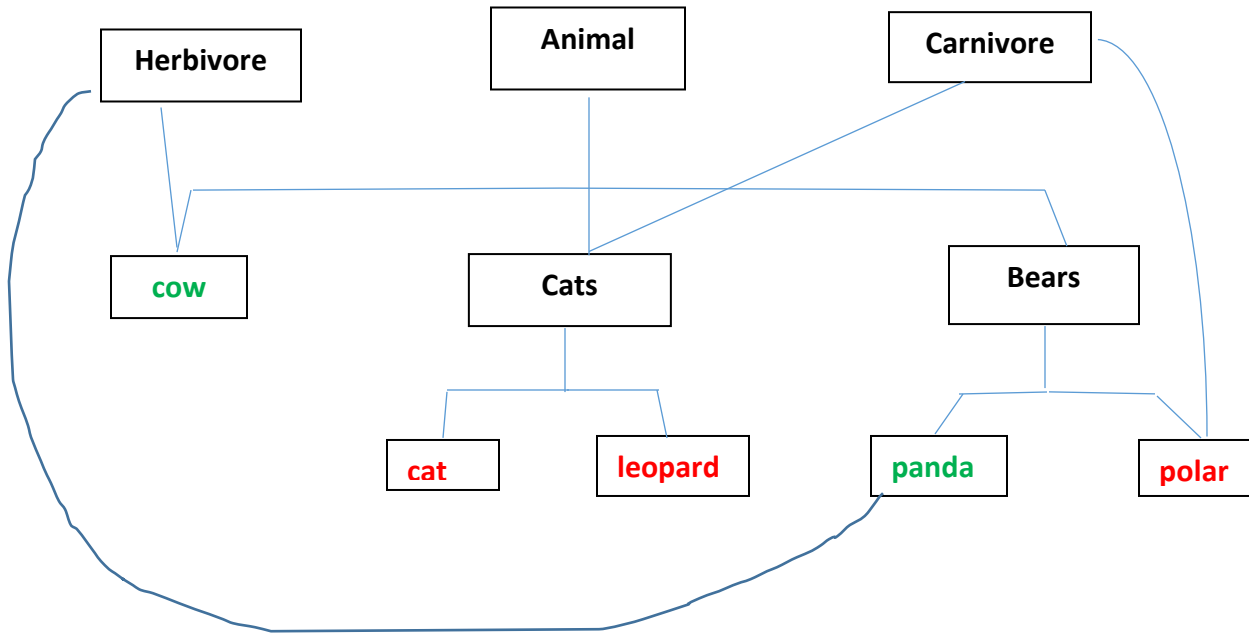 Herbivore
Animal
Carnivore
cow
Cats
Bears
cat
leopard
panda
polar